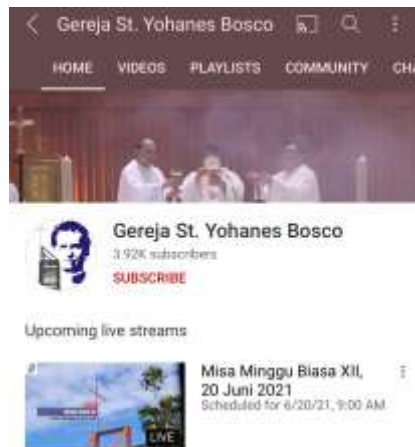 Gereja St. Yohanes Bosco
HOME VIDEOS PLAYLISTS COMMUNITY CHA
Gereja St. Yohanes Bosco
3.92K subscribers
SUBSCRIBE
Upcoming live streams
Misa Minggu Biasa XII,
20 Juni 2021
Scheduled for 6/20/21, 9:00 AM
LIVE